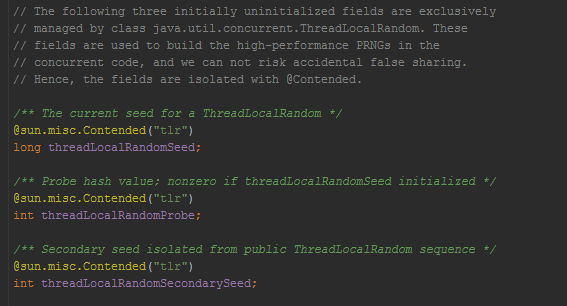 // The following three initially uninitialized fields are exclusively
// managed by class java.util.concurrent.ThreadLocalRandom. These
// fields are used to build the high-performance PRNGs in the
// concurrent code, and we can not risk accidental false sharing.
// Hence, the fields are isolated with @Contended.
/** The current seed for a ThreadLocalRandom */
@sun.misc.Contended("tlr")
long threadLocalRandomSeed;
/** Probe hash value; nonzero if threadLocalRandomSeed initialized */
@sun.misc.Contended("tlr")
int threadLocalRandomProbe;
/** Secondary seed isolated from public ThreadLocalRandom sequence */
@sun.misc.Contended("tlr")
int threadLocalRandomSecondarySeed;